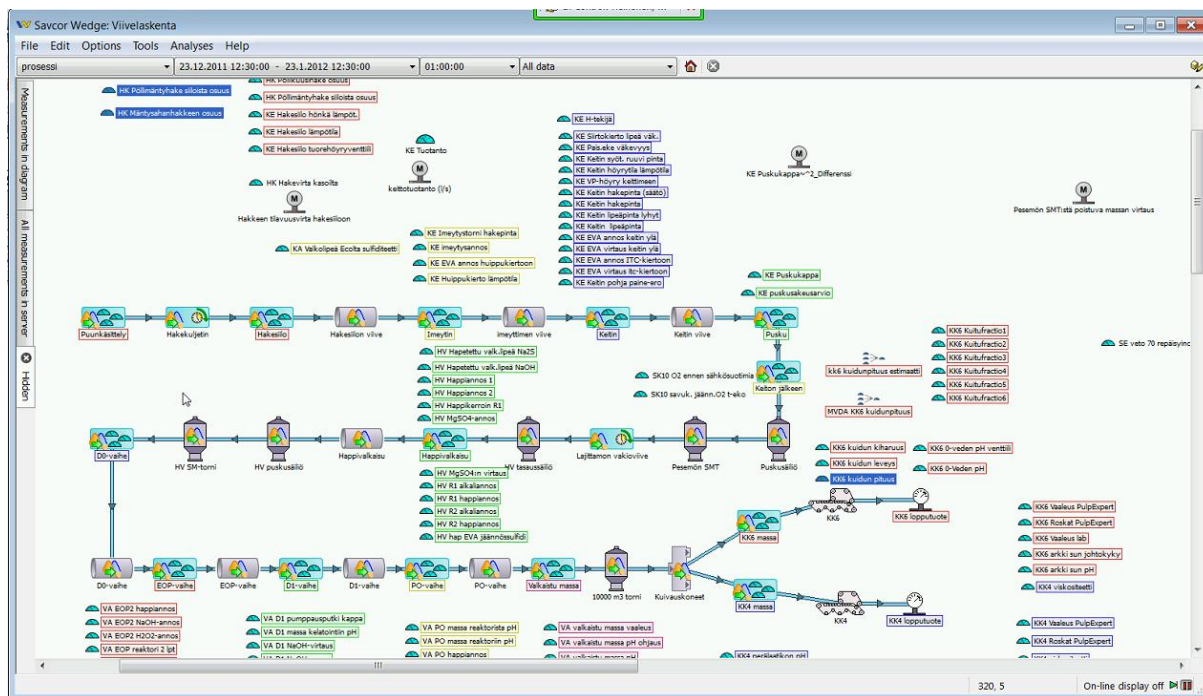 Savcor Wedge: Viivelaskenta
File Edit Options Tools Analyses Help
prosessi
23.12.2011 12:30:00 - 23.1.2012 12:30:00
01:00:00
All data
Measurements in diagram
All measurements in server
Hidden
HK Pöllimäntyhake siloista osuus
HK Mäntysahanhakkeen osuus
HK Pöllikuusihake osuus
HK Pöllimäntyhake siloista osuus
KE Hakesilo hönkä lämpöt.
KE Hakesilo lämpötila
KE Hakesilo tuorehöyryventtiili
HK Hakevirta kasoilta
Hakkeen tilavuusvirta hakesiiloon
KA Valkolipeä Ecolta sulfiditeetti
KE Tuotanto
keittotuotanto (l/s)
KE Imeytystorni hakepinta
KE imeytysannos
KE EVA annos huippukiertoon
KE Huippukierto lämpötila
KE H-tekijä
KE Siirtokierto lipeä väk.
KE Pais.eke väkevyys
KE Keitin syöt. ruuvi pinta
KE Keitin höyrytila lämpötila
KE VP-höyry keittimeen
KE Keitin hakepinta (säätö)
KE Keitin hakepinta
KE Keitin lipeäpinta lyhyt
KE Keitin lipeäpinta
KE EVA annos keitin ylä
KE EVA virtaus keitin ylä
KE EVA annos ITC-kiertoon
KE EVA virtaus itc-kiertoon
KE Keitin pohja paine-ero
KE Puskukappa~^2_Differenssi
Pesemön SMT:stä poistuva massan virtaus
KE Puskukappa
KE puskusakeusarvio
Puunkäsittely
Hakekuljetin
Hakesilo
Hakesilon viive
Imeytin
imeyttimen viive
Keitin
Keitin viive
Pusku
HV Hapetettu valk.lipeä Na2S
HV Hapetettu valk.lipeä NaOH
HV Happiannos 1
HV Happiannos 2
HV Happikerroin R1
HV MgSO4-annos
SK10 O2 ennen sähkösuotimia
SK10 savuk. jäänn.O2 t-eko
Keiton jälkeen
kk6 kuidunpituus estimaatti
MVDA KK6 kuidunpituus
KK6 Kuitufractio1
KK6 Kuitufractio2
KK6 Kuitufractio3
KK6 Kuitufractio4
KK6 Kuitufractio5
KK6 Kuitufractio6
SE veto 70 repäisyinc
D0-vaihe
HV SM-torni
HV puskusäiliö
Happivalkaisu
Happivalkaisu
HV tasaussäiliö
Lajittamon vakioviive
Pesemön SMT
Puskusäiliö
KK6 kuidun kiharuus
KK6 kuidun leveys
KK6 kuidun pituus
KK6 0-veden pH venttili
KK6 0-Veden pH
HV MgSO4:n virtaus
HV R1 alkaliannos
HV R1 happiannos
HV R2 alkaliannos
HV R2 happiannos
HV hap EVA jäännössulfidi
KK6
KK6 lopputuote
KK6 massa
KK6 Vaaleus PulpExpert
KK6 Roskat PulpExpert
KK6 Vaaleus lab
KK6 arkki sun johtokyky
KK6 arkki sun pH
KK4 viskositeetti
D0-vaihe
EOP-vaihe
EOP-vaihe
D1-vaihe
D1-vaihe
PO-vaihe
PO-vaihe
Valkaistu massa
10000 m3 torni
Kuivauskoneet
KK4 massa
KK4
KK4 lopputuote
VA EOP2 happiannos
VA EOP2 NaOH-annos
VA EOP2 H2O2-annos
VA EOP reaktori 2 lpt
VA D1 pumppausputki kappa
VA D1 massa kelatointiin pH
VA D1 NaOH-virtaus
VA PO massa reaktorista pH
VA PO massa reaktoriin pH
VA PO happiannos
VA valkaistu massa vaaleus
VA valkaistu massa pH ohjaus
VA valkaistu massa pH
KK4 perälaatikon pH
KK4 Vaaleus PulpExpert
KK4 Roskat PulpExpert
320, 5
On-line display off